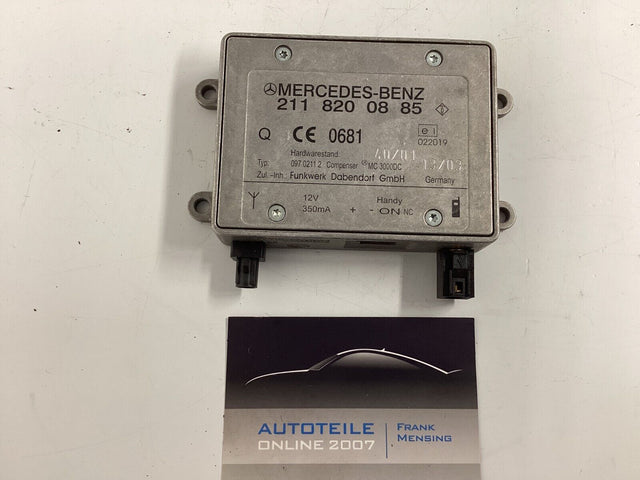 MERCEDES-BENZ
211 820 08 85
Q CE 0681 e1
022019
Hardwarestand:
Typ: 097 0211.2 Compenser MC 3000DC
Zul.-Inh.: Funkwerk Dabendorf GmbH Germany
12V Handy
350mA + - ON NC
AUTOTEILE
ONLINE 2007
FRANK
MENSING